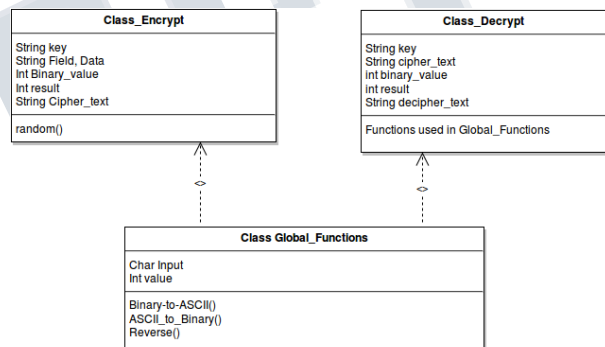 Class_Encrypt
String key
String Field, Data
Int Binary_value
Int result
String Cipher_text
random()
Class_Decrypt
String key
String cipher_text
int binary_value
int result
String decipher_text
Functions used in Global_Functions
<>
<>
Class Global_Functions
Char Input
Int value
Binary-to-ASCII()
ASCII_to_Binary()
Reverse()